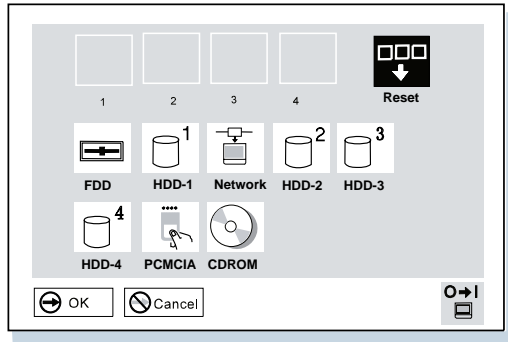 1 2 3 4 Reset
1 2 3
FDD HDD-1 Network HDD-2 HDD-3
4
HDD-4 PCMCIA CDROM
OK Cancel